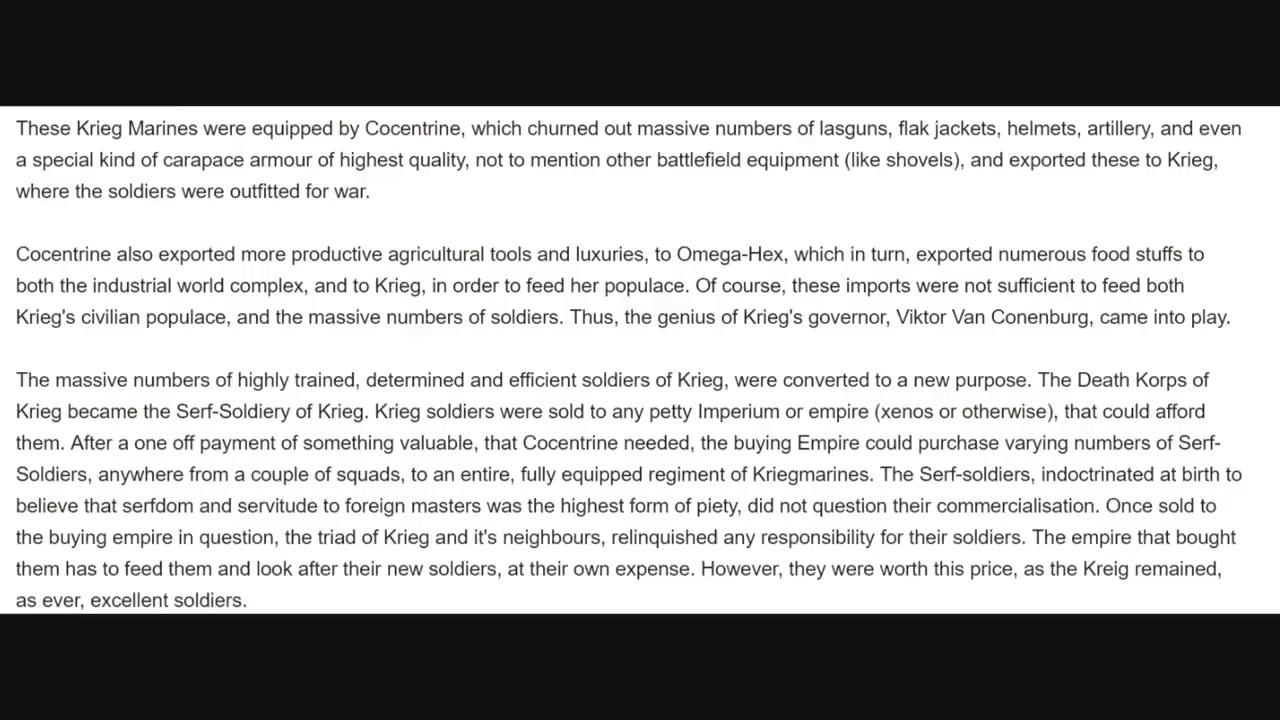 These Krieg Marines were equipped by Cocentrine, which churned out massive numbers of lasguns, flak jackets, helmets, artillery, and even
a special kind of carapace armour of highest quality, not to mention other battlefield equipment (like shovels), and exported these to Krieg,
where the soldiers were outfitted for war.
Cocentrine also exported more productive agricultural tools and luxuries, to Omega-Hex, which in turn, exported numerous food stuffs to
both the industrial world complex, and to Krieg, in order to feed her populace. Of course, these imports were not sufficient to feed both
Krieg's civilian populace, and the massive numbers of soldiers. Thus, the genius of Krieg's governor, Viktor Van Conenburg, came into play.
The massive numbers of highly trained, determined and efficient soldiers of Krieg, were converted to a new purpose. The Death Korps of
Krieg became the Serf-Soldiery of Krieg. Krieg soldiers were sold to any petty Imperium or empire (xenos or otherwise), that could afford
them. After a one off payment of something valuable, that Cocentrine needed, the buying Empire could purchase varying numbers of Serf-
Soldiers, anywhere from a couple of squads, to an entire, fully equipped regiment of Kriegmarines. The Serf-soldiers, indoctrinated at birth to
believe that serfdom and servitude to foreign masters was the highest form of piety, did not question their commercialisation. Once sold to
the buying empire in question, the triad of Krieg and it's neighbours, relinquished any responsibility for their soldiers. The empire that bought
them has to feed them and look after their new soldiers, at their own expense. However, they were worth this price, as the Kreig remained,
as ever, excellent soldiers.